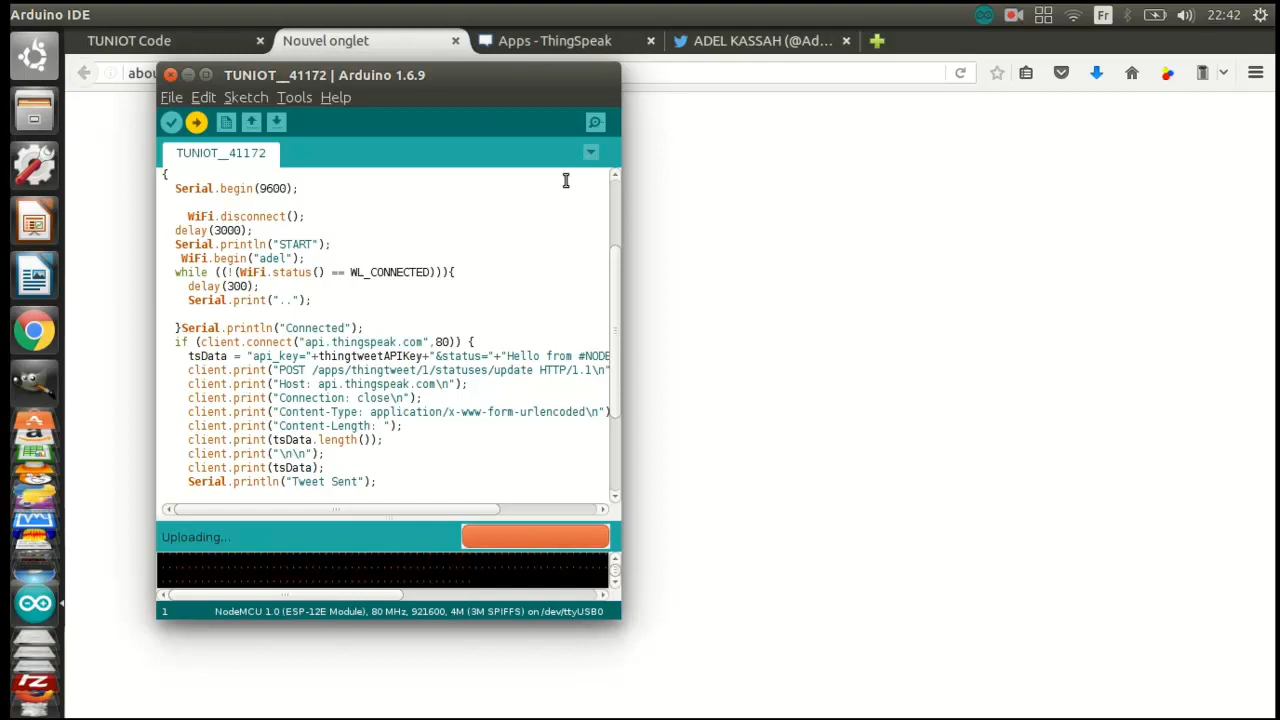 Arduino IDE
Fr
22:42
TUNIOT Code
Nouvel onglet
Apps - ThingSpeak
ADEL KASSAH (@Ad...
abou
TUNIOT__41172 | Arduino 1.6.9
File Edit Sketch Tools Help
TUNIOT__41172
{
Serial.begin(9600);
WiFi.disconnect();
delay(3000);
Serial.println("START");
WiFi.begin("adel");
while ((!(WiFi.status() == WL_CONNECTED))){
delay(300);
Serial.print("..");
}Serial.println("Connected");
if (client.connect("api.thingspeak.com",80)) {
tsData = "api_key="+thingtweetAPIKey+"&status="+"Hello from #NODE
client.print("POST /apps/thingtweet/1/statuses/update HTTP/1.1\n"
client.print("Host: api.thingspeak.com\n");
client.print("Connection: close\n");
client.print("Content-Type: application/x-www-form-urlencoded\n")
client.print("Content-Length: ");
client.print(tsData.length());
client.print("\n\n");
client.print(tsData);
Serial.println("Tweet Sent");
Uploading...
1
NodeMCU 1.0 (ESP-12E Module), 80 MHz, 921600, 4M (3M SPIFFS) on /dev/ttyUSB0